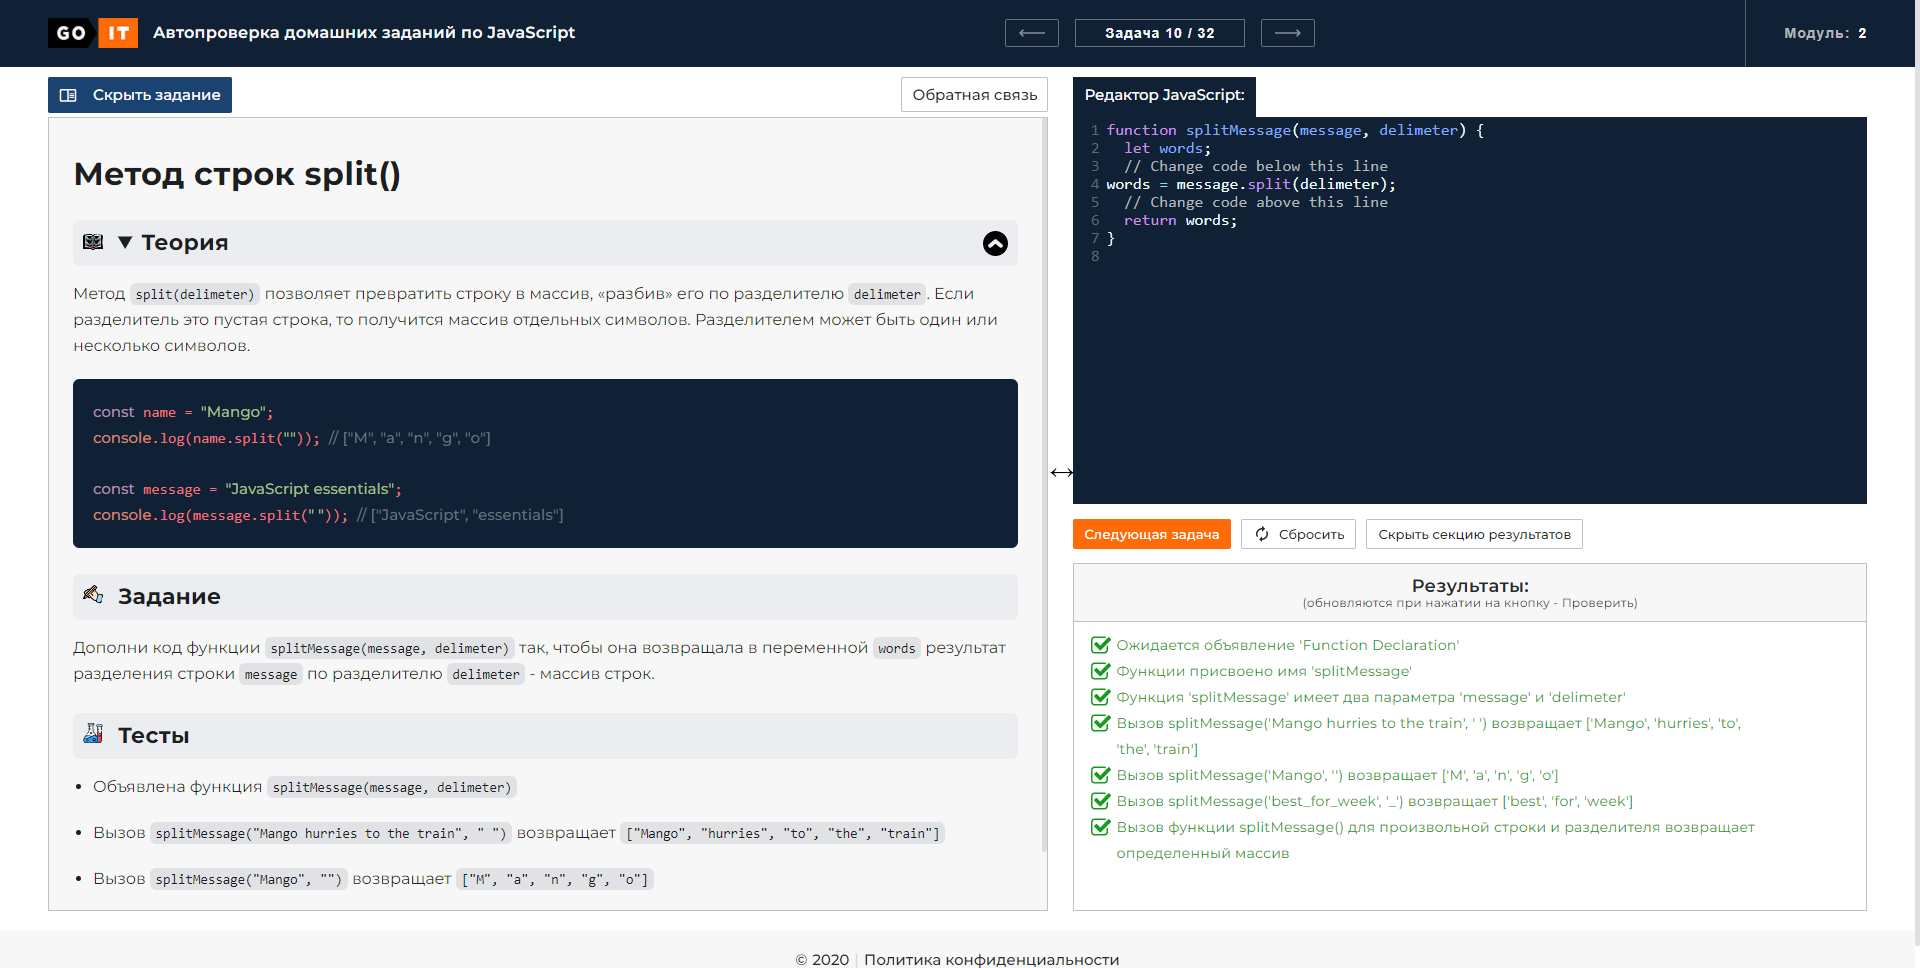 GO IT Автопроверка домашних заданий по JavaScript
Задача 10 / 32
Модуль: 2
Скрыть задание
Обратная связь
Метод строк split()
Теория
Метод split(delimeter) позволяет превратить строку в массив, «разбив» его по разделителю delimeter. Если
разделитель это пустая строка, то получится массив отдельных символов. Разделителем может быть один или
несколько символов.
const name = "Mango";
console.log(name.split("")); // ["M", "a", "n", "g", "o"]
const message = "JavaScript essentials";
console.log(message.split(" ")); // ["JavaScript", "essentials"]
Задание
Дополни код функции splitMessage(message, delimeter) так, чтобы она возвращала в переменной words результат
разделения строки message по разделителю delimeter - массив строк.
Тесты
• Объявлена функция splitMessage(message, delimeter)
• Вызов splitMessage("Mango hurries to the train", " ") возвращает ["Mango", "hurries", "to", "the", "train"]
• Вызов splitMessage("Mango", "") возвращает ["M", "a", "n", "g", "o"]
Редактор JavaScript:
1 function splitMessage(message, delimeter) {
2 let words;
3 // Change code below this line
4 words = message.split(delimeter);
5 // Change code above this line
6 return words;
7 }
8
Следующая задача
Сбросить
Скрыть секцию результатов
Результаты:
(обновляются при нажатии на кнопку - Проверить)
Ожидается объявление 'Function Declaration'
Функции присвоено имя 'splitMessage'
Функция 'splitMessage' имеет два параметра 'message' и 'delimeter'
Вызов splitMessage('Mango hurries to the train', ' ') возвращает ['Mango', 'hurries', 'to',
'the', 'train']
Вызов splitMessage('Mango', '') возвращает ['M', 'a', 'n', 'g', 'o']
Вызов splitMessage('best_for_week', '_') возвращает ['best', 'for', 'week']
Вызов функции splitMessage() для произвольной строки и разделителя возвращает
определенный массив
© 2020 | Политика конфиденциальности